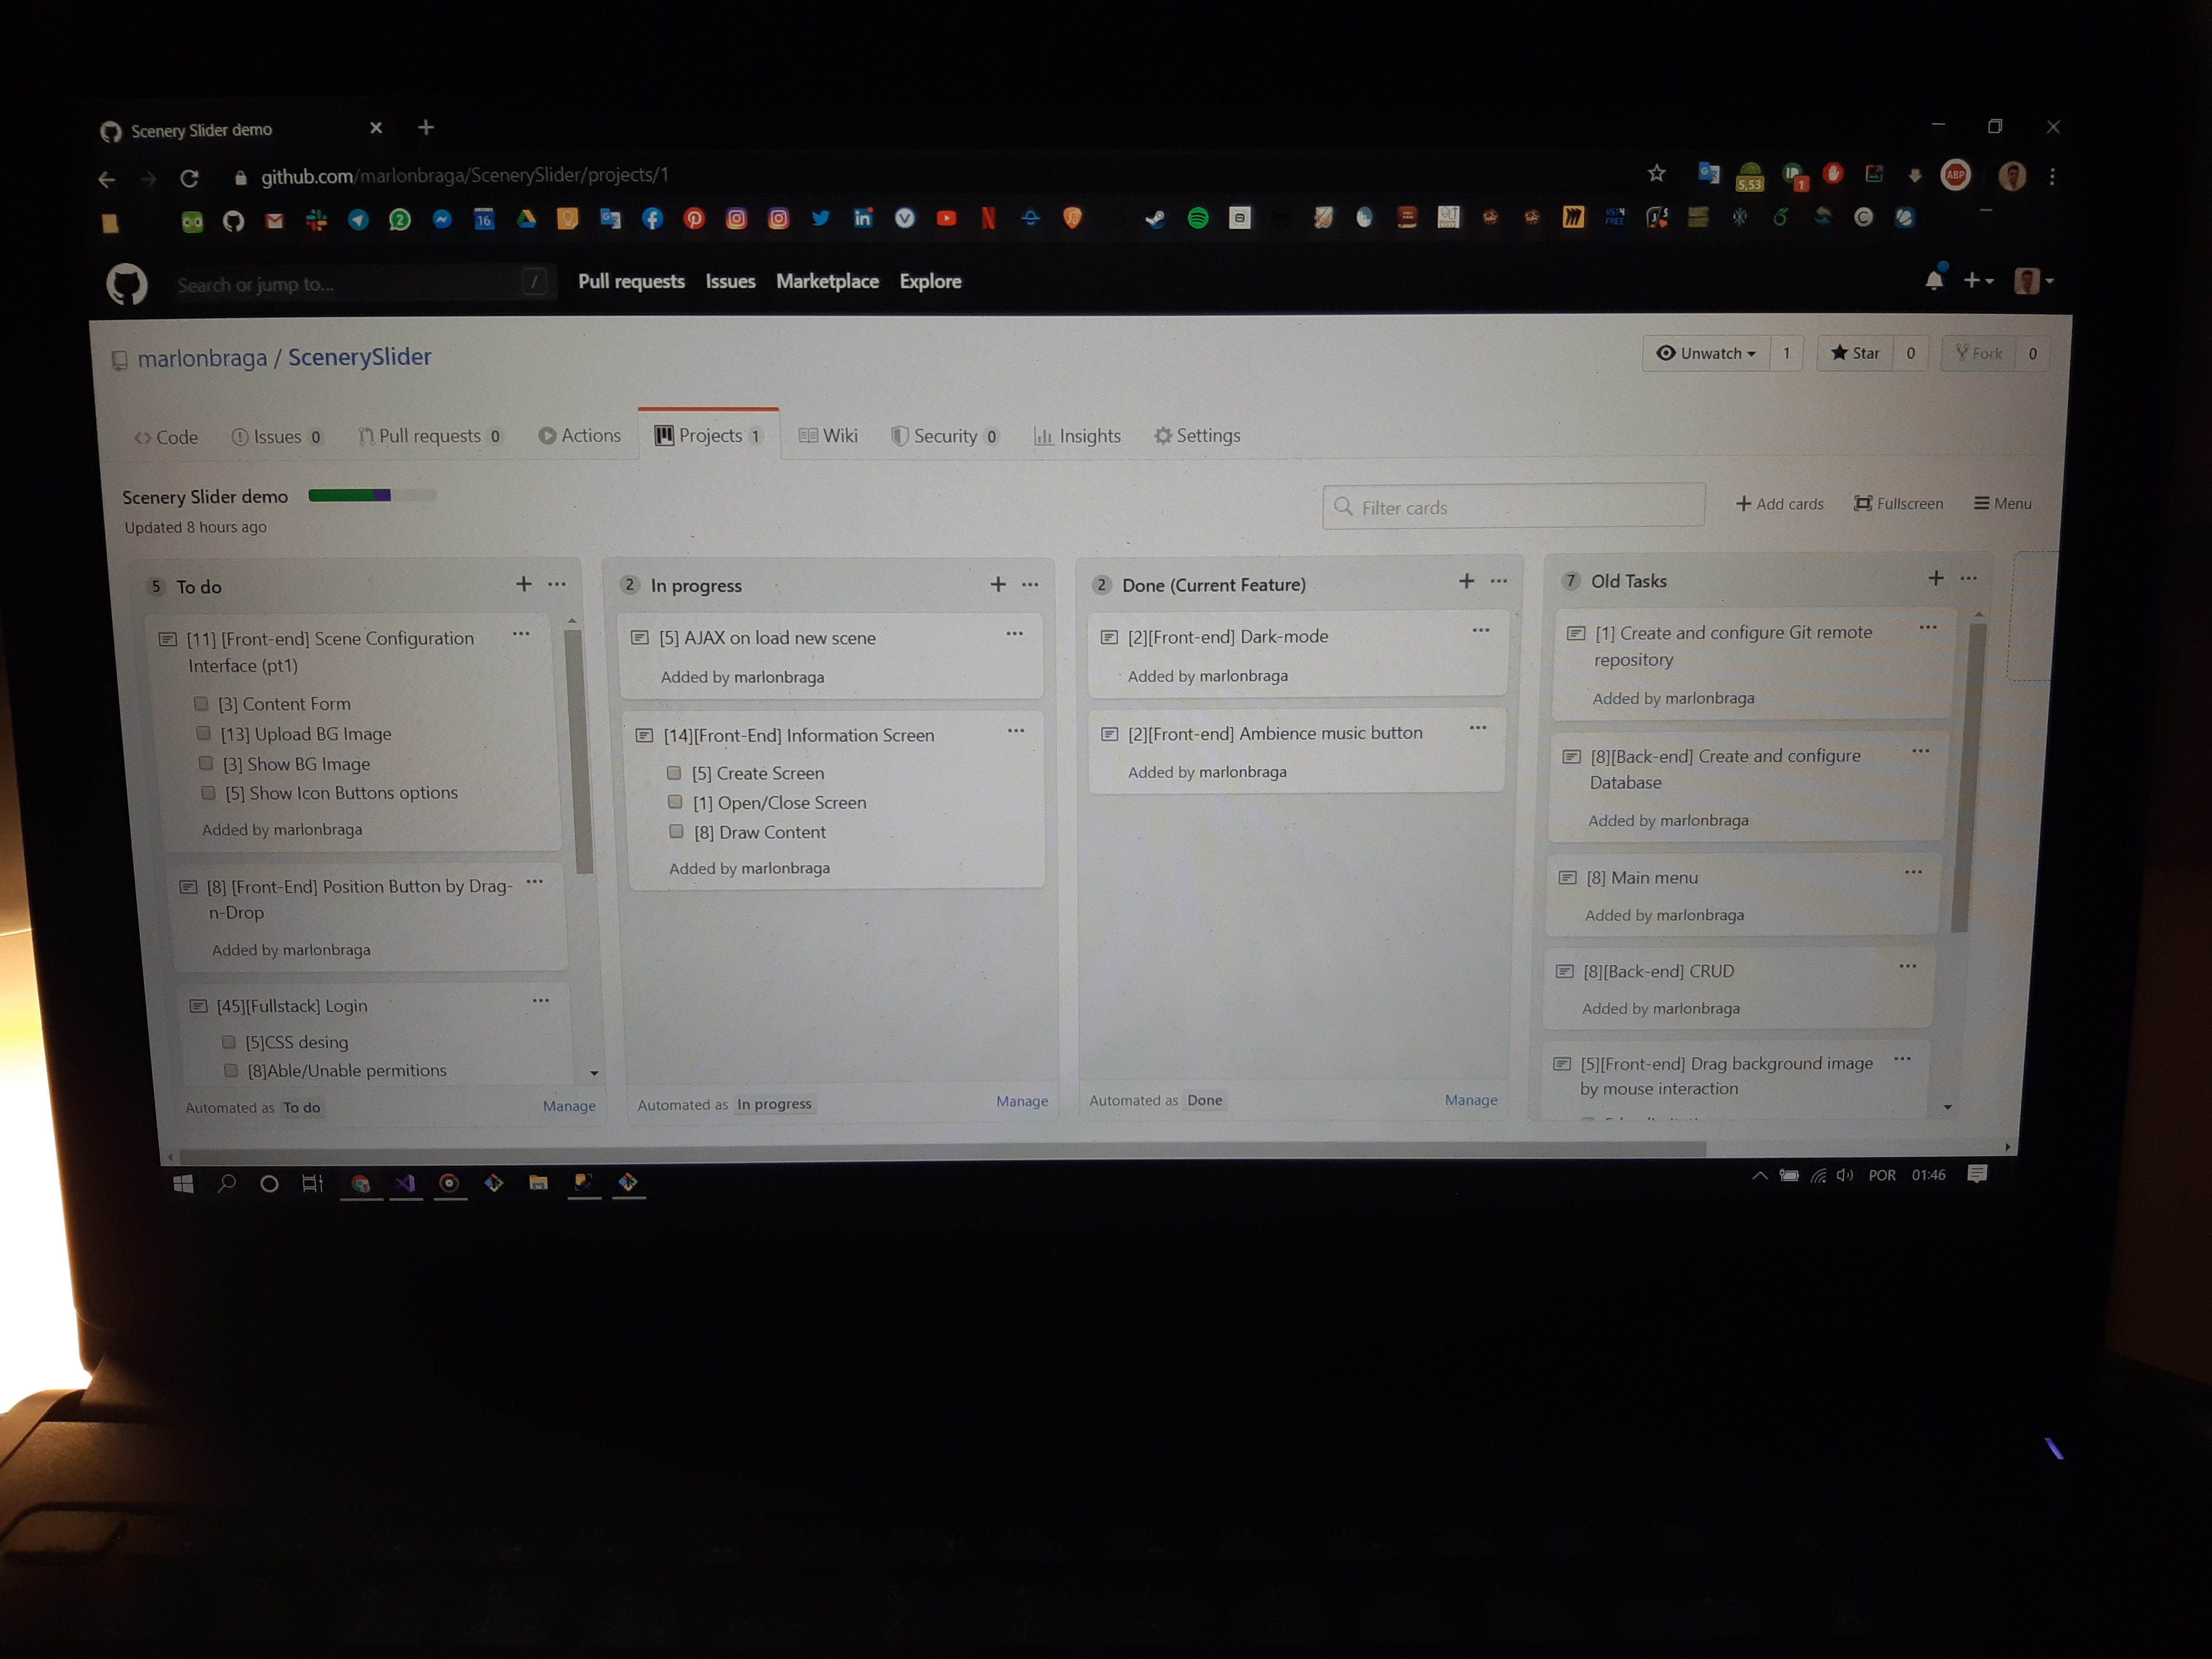 Scenery Slider demo
github.com/marlonbraga/ScenerySlider/projects/1
5,53
1
ABP
2
16
Search or jump to...
/
Pull requests Issues Marketplace Explore
marlonbraga / ScenerySlider
Unwatch 1 Star 0 Fork 0
Code Issues 0 Pull requests 0 Actions Projects 1 Wiki Security 0 Insights Settings
Scenery Slider demo
Updated 8 hours ago
Filter cards
Add cards Fullscreen Menu
5 To do
[11] [Front-end] Scene Configuration
Interface (pt1)
[3] Content Form
[13] Upload BG Image
[3] Show BG Image
[5] Show Icon Buttons options
Added by marlonbraga
[8] [Front-End] Position Button by Drag-
n-Drop
Added by marlonbraga
[45][Fullstack] Login
[5]CSS desing
[8]Able/Unable permitions
Automated as To do Manage
2 In progress
[5] AJAX on load new scene
Added by marlonbraga
[14][Front-End] Information Screen
[5] Create Screen
[1] Open/Close Screen
[8] Draw Content
Added by marlonbraga
Automated as In progress Manage
2 Done (Current Feature)
[2][Front-end] Dark-mode
Added by marlonbraga
[2][Front-end] Ambience music button
Added by marlonbraga
Automated as Done Manage
7 Old Tasks
[1] Create and configure Git remote
repository
Added by marlonbraga
[8][Back-end] Create and configure
Database
Added by marlonbraga
[8] Main menu
Added by marlonbraga
[8][Back-end] CRUD
Added by marlonbraga
[5][Front-end] Drag background image
by mouse interaction
POR 01:46